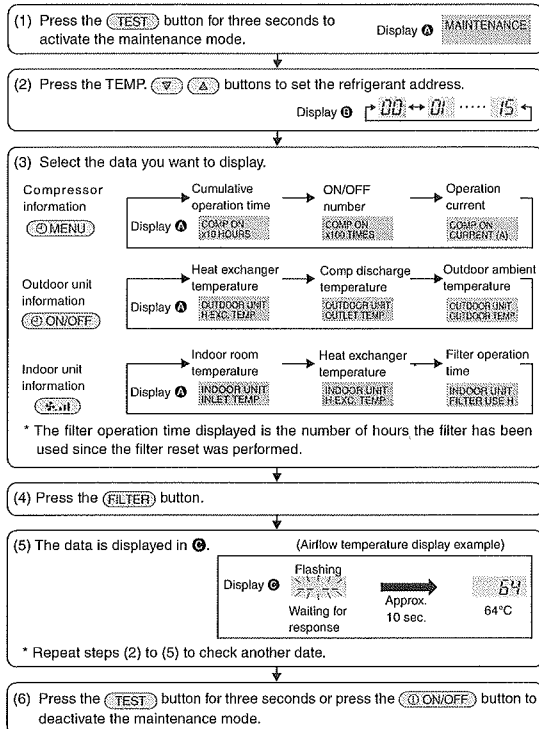 (1) Press the TEST button for three seconds to
activate the maintenance mode.
Display A MAINTENANCE
(2) Press the TEMP. ▽ △ buttons to set the refrigerant address.
Display B 00 ↔ 01 ····· 15
(3) Select the data you want to display.
Compressor
information
MENU
Cumulative
operation time
ON/OFF
number
Operation
current
Display A
COMP ON
x10 HOURS
COMP ON
x100 TIMES
COMP ON
CURRENT (A)
Outdoor unit
information
ON/OFF
Heat exchanger
temperature
Comp discharge
temperature
Outdoor ambient
temperature
Display A
OUTDOOR UNIT
H·EXC. TEMP
OUTDOOR UNIT
OUTLET TEMP
OUTDOOR UNIT
OUTDOOR TEMP
Indoor unit
information
Indoor room
temperature
Heat exchanger
temperature
Filter operation
time
Display A
INDOOR UNIT
INLET TEMP
INDOOR UNIT
H·EXC. TEMP
INDOOR UNIT
FILTER USE H
* The filter operation time displayed is the number of hours the filter has been
used since the filter reset was performed.
(4) Press the FILTER button.
(5) The data is displayed in C.
(Airflow temperature display example)
Flashing
Display C
Waiting for
response
Approx.
10 sec.
64
64°C
* Repeat steps (2) to (5) to check another date.
(6) Press the TEST button for three seconds or press the ON/OFF button to
deactivate the maintenance mode.